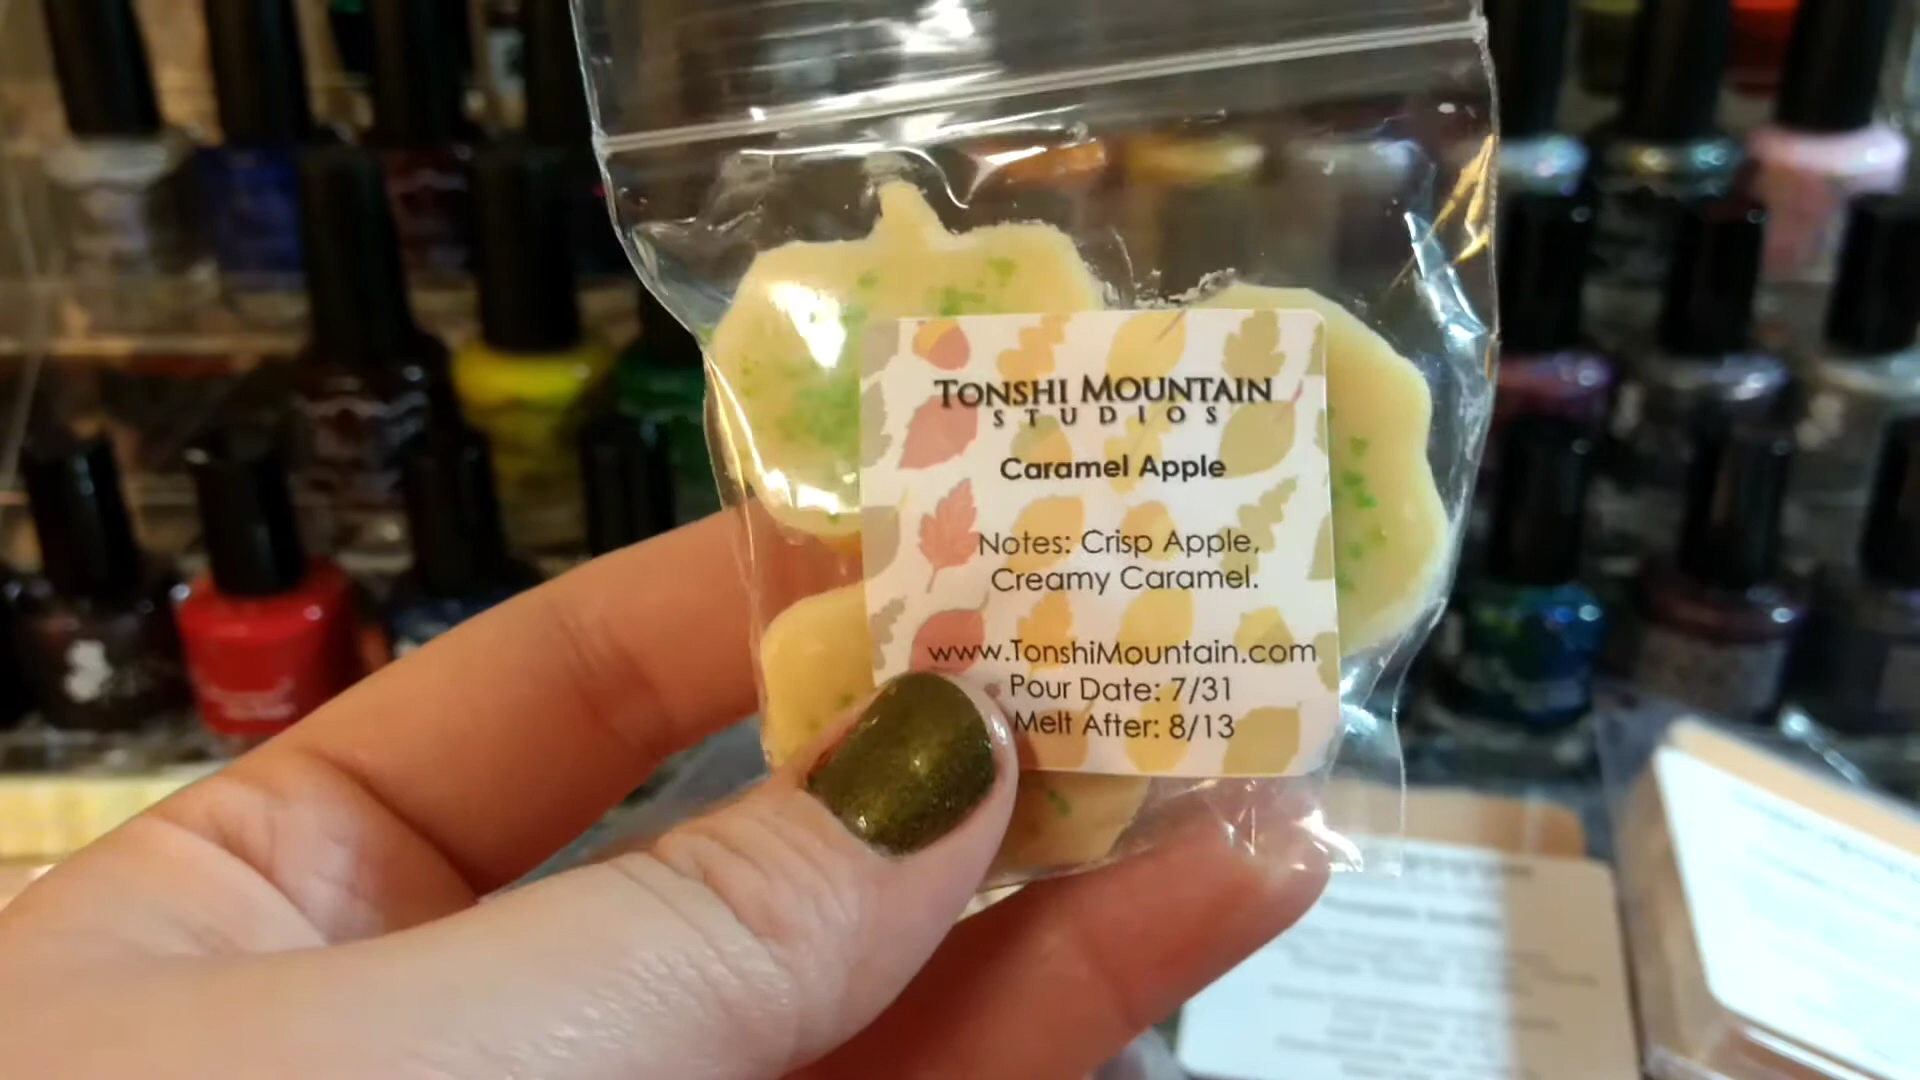 TONSHI MOUNTAIN
STUDIOS
Caramel Apple
Notes: Crisp Apple,
Creamy Caramel.
www.TonshiMountain.com
Pour Date: 7/31
Melt After: 8/13